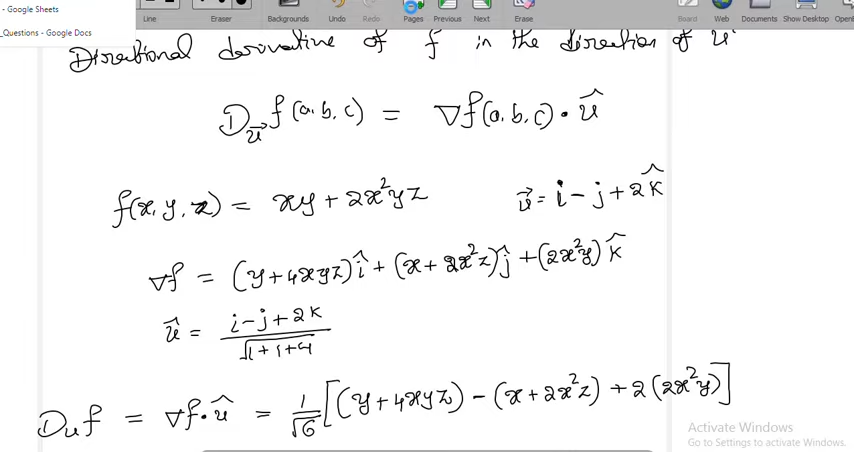 - Google Sheets
_Questions - Google Docs
Line Eraser Backgrounds Undo Redo Pages Previous Next Erase Board Web Documents Show Desktop
Directional derivative of f in the direction of u⃗
D_u⃗ f(a, b, c) = ∇f(a, b, c) · û
f(x, y, z) = xy + 2x²yz u⃗ = i - j + 2k̂
∇f = (y + 4xyz) î + (x + 2x²z) ĵ + (2x²y) k̂
û = (i - j + 2k) / √(1+1+4)
D_u f = ∇f · û = 1/√6 [(y + 4xyz) - (x + 2x²z) + 2(2x²y)]
Activate Windows
Go to Settings to activate Windows.